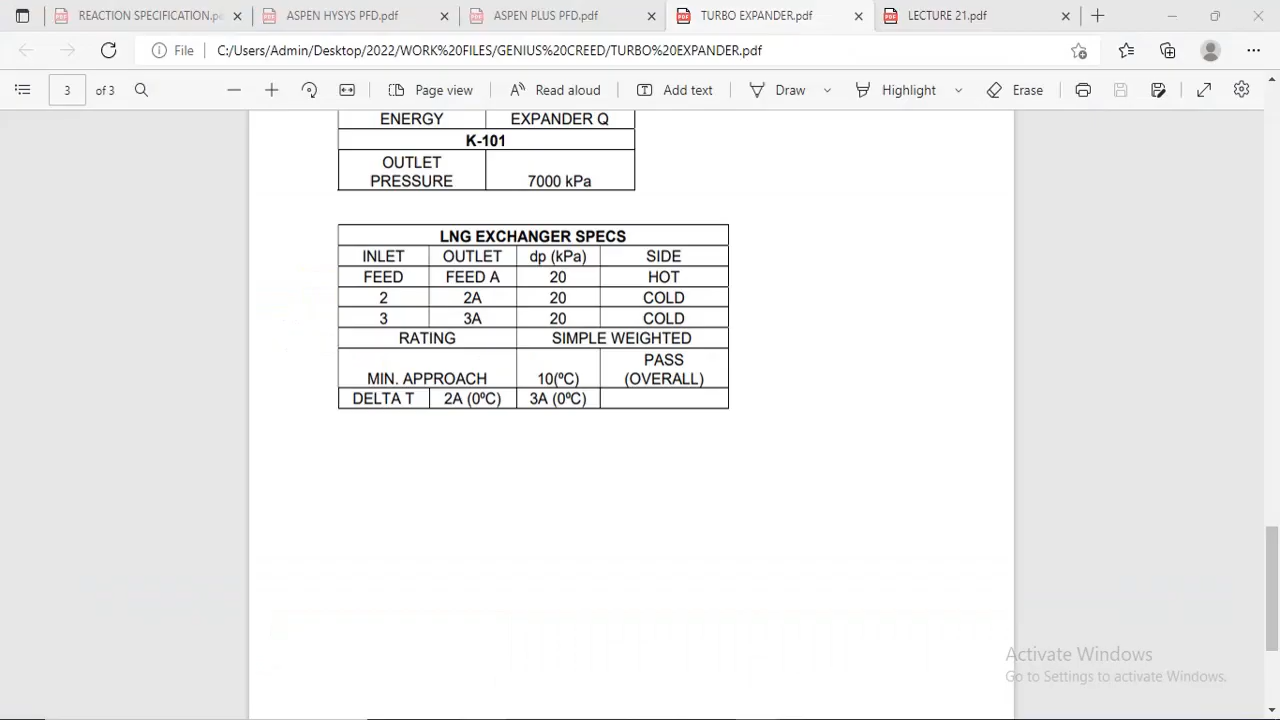 REACTION SPECIFICATION.pd
ASPEN HYSYS PFD.pdf
ASPEN PLUS PFD.pdf
TURBO EXPANDER.pdf
LECTURE 21.pdf
File
C:/Users/Admin/Desktop/2022/WORK%20FILES/GENIUS%20CREED/TURBO%20EXPANDER.pdf
3 of 3
Page view
Read aloud
Add text
Draw
Highlight
Erase
ENERGY EXPANDER Q
K-101
OUTLET
PRESSURE 7000 kPa
LNG EXCHANGER SPECS
INLET OUTLET dp (kPa) SIDE
FEED FEED A 20 HOT
2 2A 20 COLD
3 3A 20 COLD
RATING SIMPLE WEIGHTED
PASS
MIN. APPROACH 10(ºC) (OVERALL)
DELTA T 2A (0ºC) 3A (0ºC)
Activate Windows
Go to Settings to activate Windows.